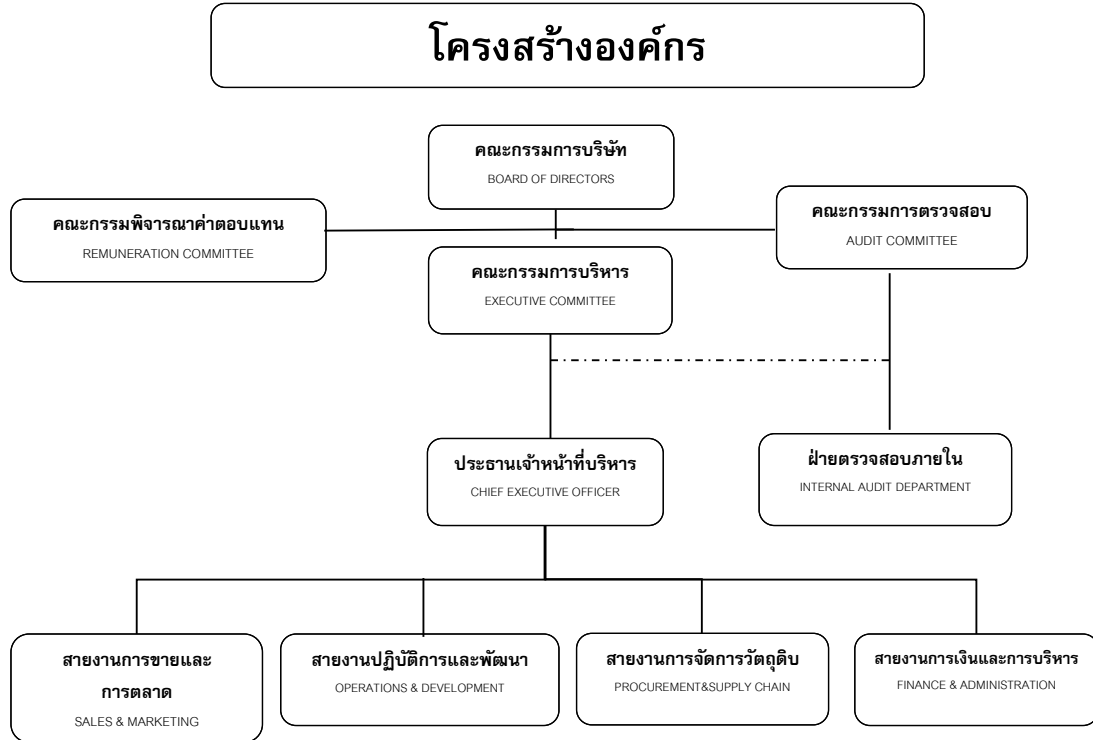 โครงสร้างองค์กร
คณะกรรมการบริษัท
BOARD OF DIRECTORS
คณะกรรมพิจารณาค่าตอบแทน
REMUNERATION COMMITTEE
คณะกรรมการตรวจสอบ
AUDIT COMMITTEE
คณะกรรมการบริหาร
EXECUTIVE COMMITTEE
ประธานเจ้าหน้าที่บริหาร
CHIEF EXECUTIVE OFFICER
ฝ่ายตรวจสอบภายใน
INTERNAL AUDIT DEPARTMENT
สายงานการขายและ
การตลาด
SALES & MARKETING
สายงานปฏิบัติการและพัฒนา
OPERATIONS & DEVELOPMENT
สายงานการจัดการวัตถุดิบ
PROCUREMENT&SUPPLY CHAIN
สายงานการเงินและการบริหาร
FINANCE & ADMINISTRATION